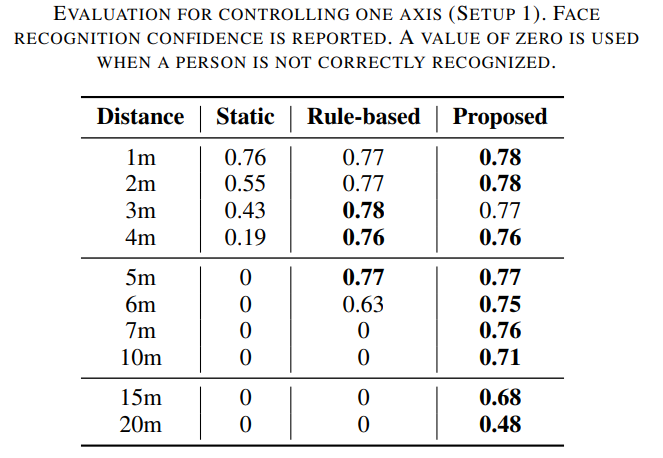 EVALUATION FOR CONTROLLING ONE AXIS (SETUP 1). FACE
RECOGNITION CONFIDENCE IS REPORTED. A VALUE OF ZERO IS USED
WHEN A PERSON IS NOT CORRECTLY RECOGNIZED.
Distance Static Rule-based Proposed
1m 0.76 0.77 0.78
2m 0.55 0.77 0.78
3m 0.43 0.78 0.77
4m 0.19 0.76 0.76
5m 0 0.77 0.77
6m 0 0.63 0.75
7m 0 0 0.76
10m 0 0 0.71
15m 0 0 0.68
20m 0 0 0.48